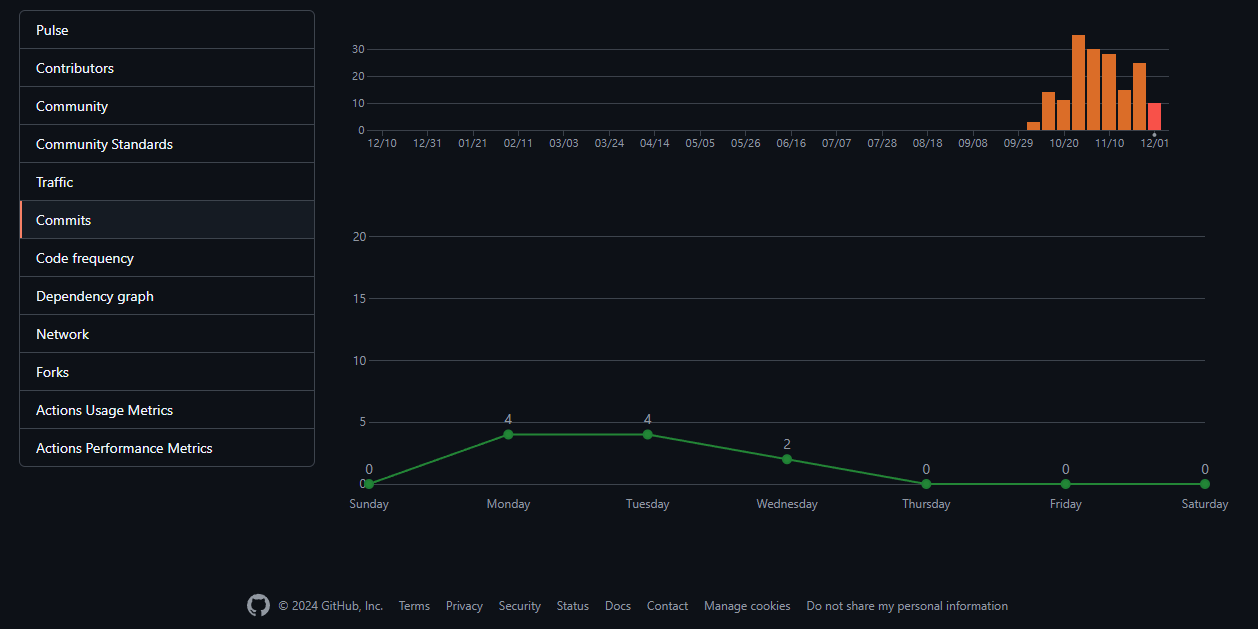 Pulse
Contributors
Community
Community Standards
Traffic
Commits
Code frequency
Dependency graph
Network
Forks
Actions Usage Metrics
Actions Performance Metrics
30
20
10
0
12/10 12/31 01/21 02/11 03/03 03/24 04/14 05/05 05/26 06/16 07/07 07/28 08/18 09/08 09/29 10/20 11/10 12/01
20
15
10
5
0
0 4 4 2 0 0 0
Sunday Monday Tuesday Wednesday Thursday Friday Saturday
© 2024 GitHub, Inc. Terms Privacy Security Status Docs Contact Manage cookies Do not share my personal information